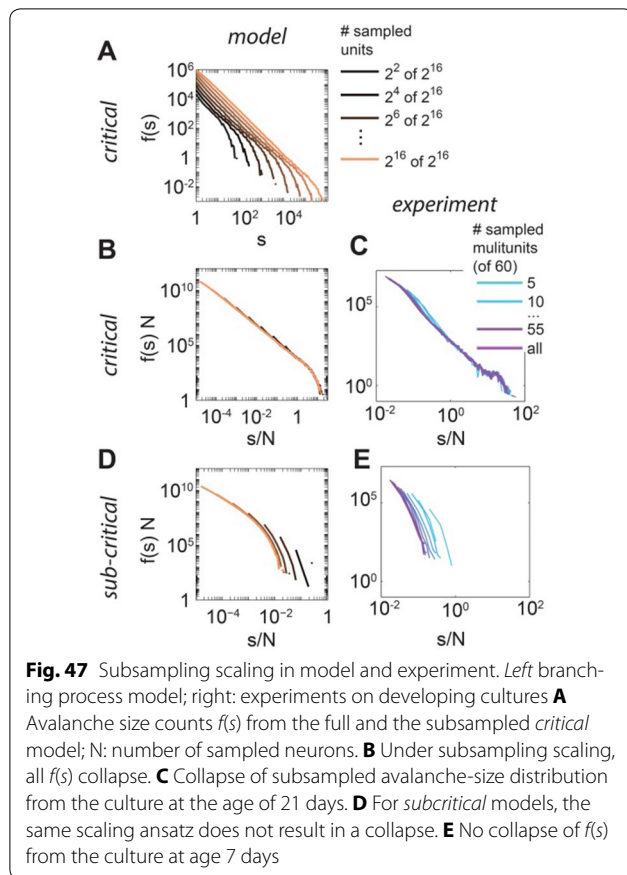 model
# sampled
units
A
critical
f(s)
10^6
10^4
10^2
1
10^-2
1 10^2 10^4
s
2^2 of 2^16
2^4 of 2^16
2^6 of 2^16
⋮
2^16 of 2^16
experiment
B
critical
f(s) N
10^10
10^5
1
10^-4 10^-2 1
s/N
C
10^5
10^0
10^-2 10^0 10^2
s/N
# sampled
mulitunits
(of 60)
5
10
...
55
all
D
sub-critical
f(s) N
10^10
10^5
1
10^-4 10^-2 1
s/N
E
10^5
10^0
10^-2 10^0 10^2
s/N
Fig. 47 Subsampling scaling in model and experiment. Left branch-
ing process model; right: experiments on developing cultures A
Avalanche size counts f(s) from the full and the subsampled critical
model; N: number of sampled neurons. B Under subsampling scaling,
all f(s) collapse. C Collapse of subsampled avalanche-size distribution
from the culture at the age of 21 days. D For subcritical models, the
same scaling ansatz does not result in a collapse. E No collapse of f(s)
from the culture at age 7 days